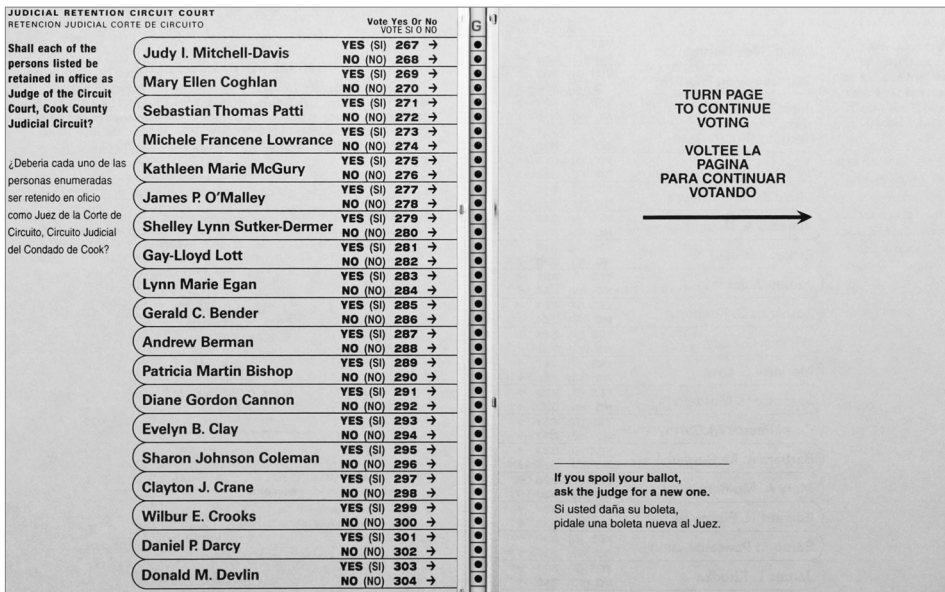 JUDICIAL RETENTION CIRCUIT COURT
RETENCION JUDICIAL CORTE DE CIRCUITO
Vote Yes Or No
VOTE SI O NO
G
Shall each of the
persons listed be
retained in office as
Judge of the Circuit
Court, Cook County
Judicial Circuit?
¿Deberia cada uno de las
personas enumeradas
ser retenido en oficio
como Juez de la Corte de
Circuito, Circuito Judicial
del Condado de Cook?
Judy I. Mitchell-Davis
YES (SI) 267 →
NO (NO) 268 →
Mary Ellen Coghlan
YES (SI) 269 →
NO (NO) 270 →
Sebastian Thomas Patti
YES (SI) 271 →
NO (NO) 272 →
Michele Francene Lowrance
YES (SI) 273 →
NO (NO) 274 →
Kathleen Marie McGury
YES (SI) 275 →
NO (NO) 276 →
James P. O'Malley
YES (SI) 277 →
NO (NO) 278 →
Shelley Lynn Sutker-Dermer
YES (SI) 279 →
NO (NO) 280 →
Gay-Lloyd Lott
YES (SI) 281 →
NO (NO) 282 →
Lynn Marie Egan
YES (SI) 283 →
NO (NO) 284 →
Gerald C. Bender
YES (SI) 285 →
NO (NO) 286 →
Andrew Berman
YES (SI) 287 →
NO (NO) 288 →
Patricia Martin Bishop
YES (SI) 289 →
NO (NO) 290 →
Diane Gordon Cannon
YES (SI) 291 →
NO (NO) 292 →
Evelyn B. Clay
YES (SI) 293 →
NO (NO) 294 →
Sharon Johnson Coleman
YES (SI) 295 →
NO (NO) 296 →
Clayton J. Crane
YES (SI) 297 →
NO (NO) 298 →
Wilbur E. Crooks
YES (SI) 299 →
NO (NO) 300 →
Daniel P. Darcy
YES (SI) 301 →
NO (NO) 302 →
Donald M. Devlin
YES (SI) 303 →
NO (NO) 304 →
TURN PAGE
TO CONTINUE
VOTING
VOLTEE LA
PAGINA
PARA CONTINUAR
VOTANDO
If you spoil your ballot,
ask the judge for a new one.
Si usted daña su boleta,
pidale una boleta nueva al Juez.